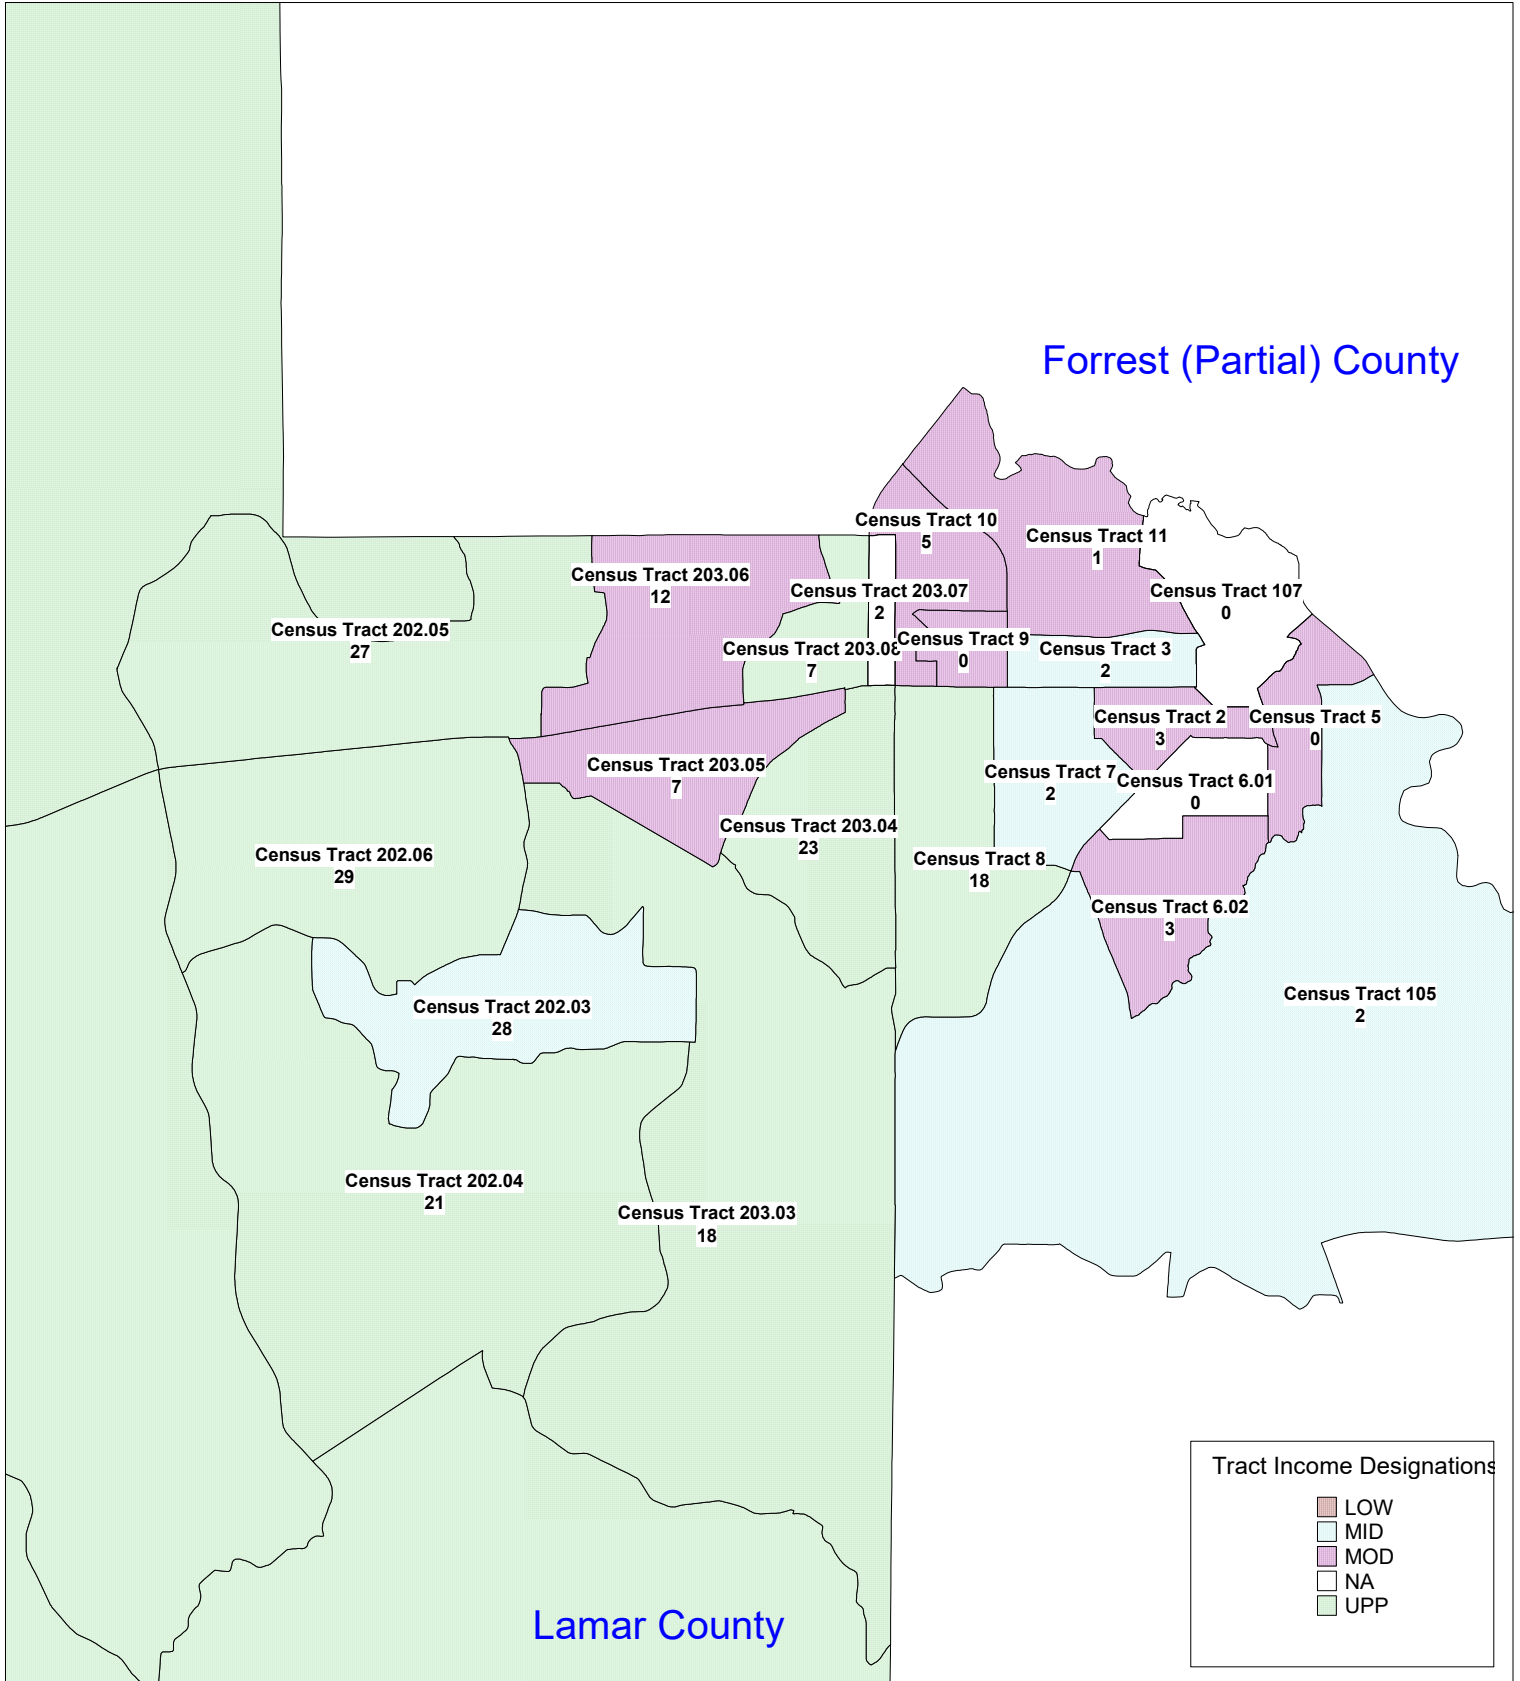 Forrest (Partial) County
Census Tract 10
5
Census Tract 11
1
Census Tract 203.06
12
Census Tract 203.07
2
Census Tract 107
0
Census Tract 202.05
27
Census Tract 9
0
Census Tract 203.08
7
Census Tract 3
2
Census Tract 2
3
Census Tract 5
0
Census Tract 203.05
7
Census Tract 7
2
Census Tract 6.01
0
Census Tract 203.04
23
Census Tract 202.06
29
Census Tract 8
18
Census Tract 6.02
3
Census Tract 105
2
Census Tract 202.03
28
Census Tract 202.04
21
Census Tract 203.03
18
Tract Income Designations
LOW
MID
MOD
NA
UPP
Lamar County